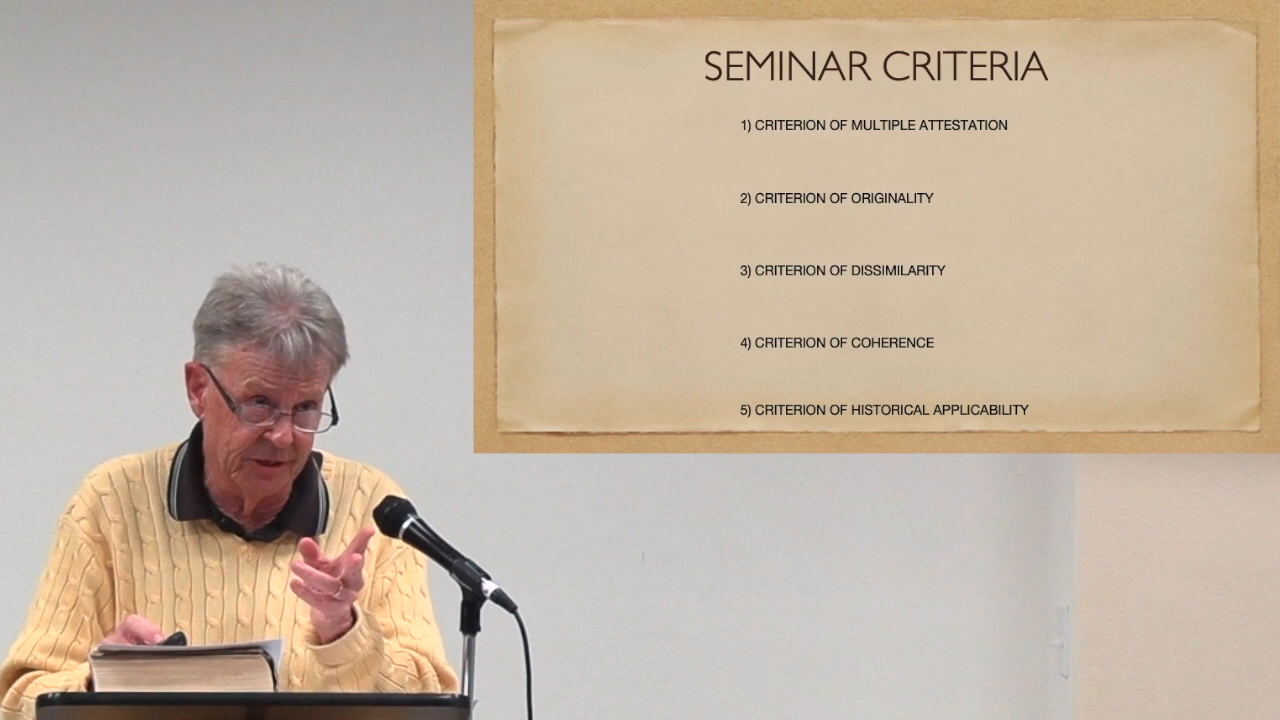 SEMINAR CRITERIA
1) CRITERION OF MULTIPLE ATTESTATION
2) CRITERION OF ORIGINALITY
3) CRITERION OF DISSIMILARITY
4) CRITERION OF COHERENCE
5) CRITERION OF HISTORICAL APPLICABILITY